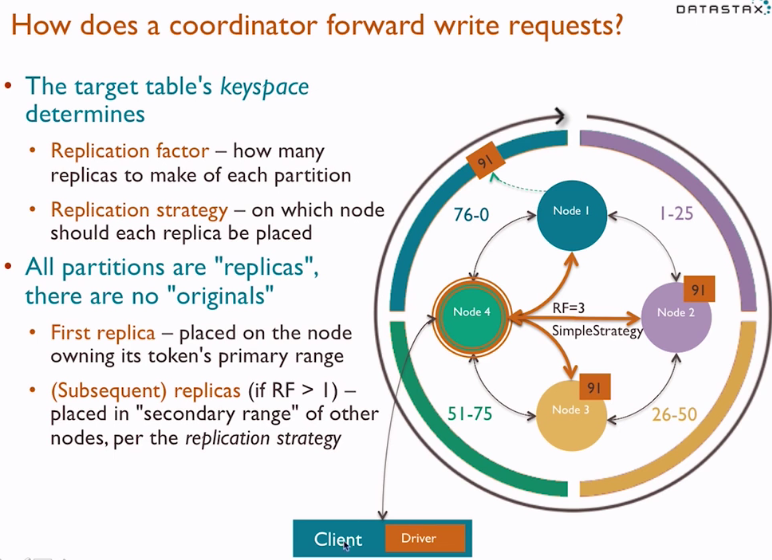 DATASTAX
How does a coordinator forward write requests?
• The target table's keyspace
determines
• Replication factor – how many
replicas to make of each partition
• Replication strategy – on which node
should each replica be placed
• All partitions are "replicas",
there are no "originals"
• First replica – placed on the node
owning its token's primary range
• (Subsequent) replicas (if RF > 1) –
placed in "secondary range" of other
nodes, per the replication strategy
91
76-0
Node 1
1-25
91
Node 4
RF=3
Node 2
SimpleStrategy
91
51-75
Node 3
26-50
Client
Driver